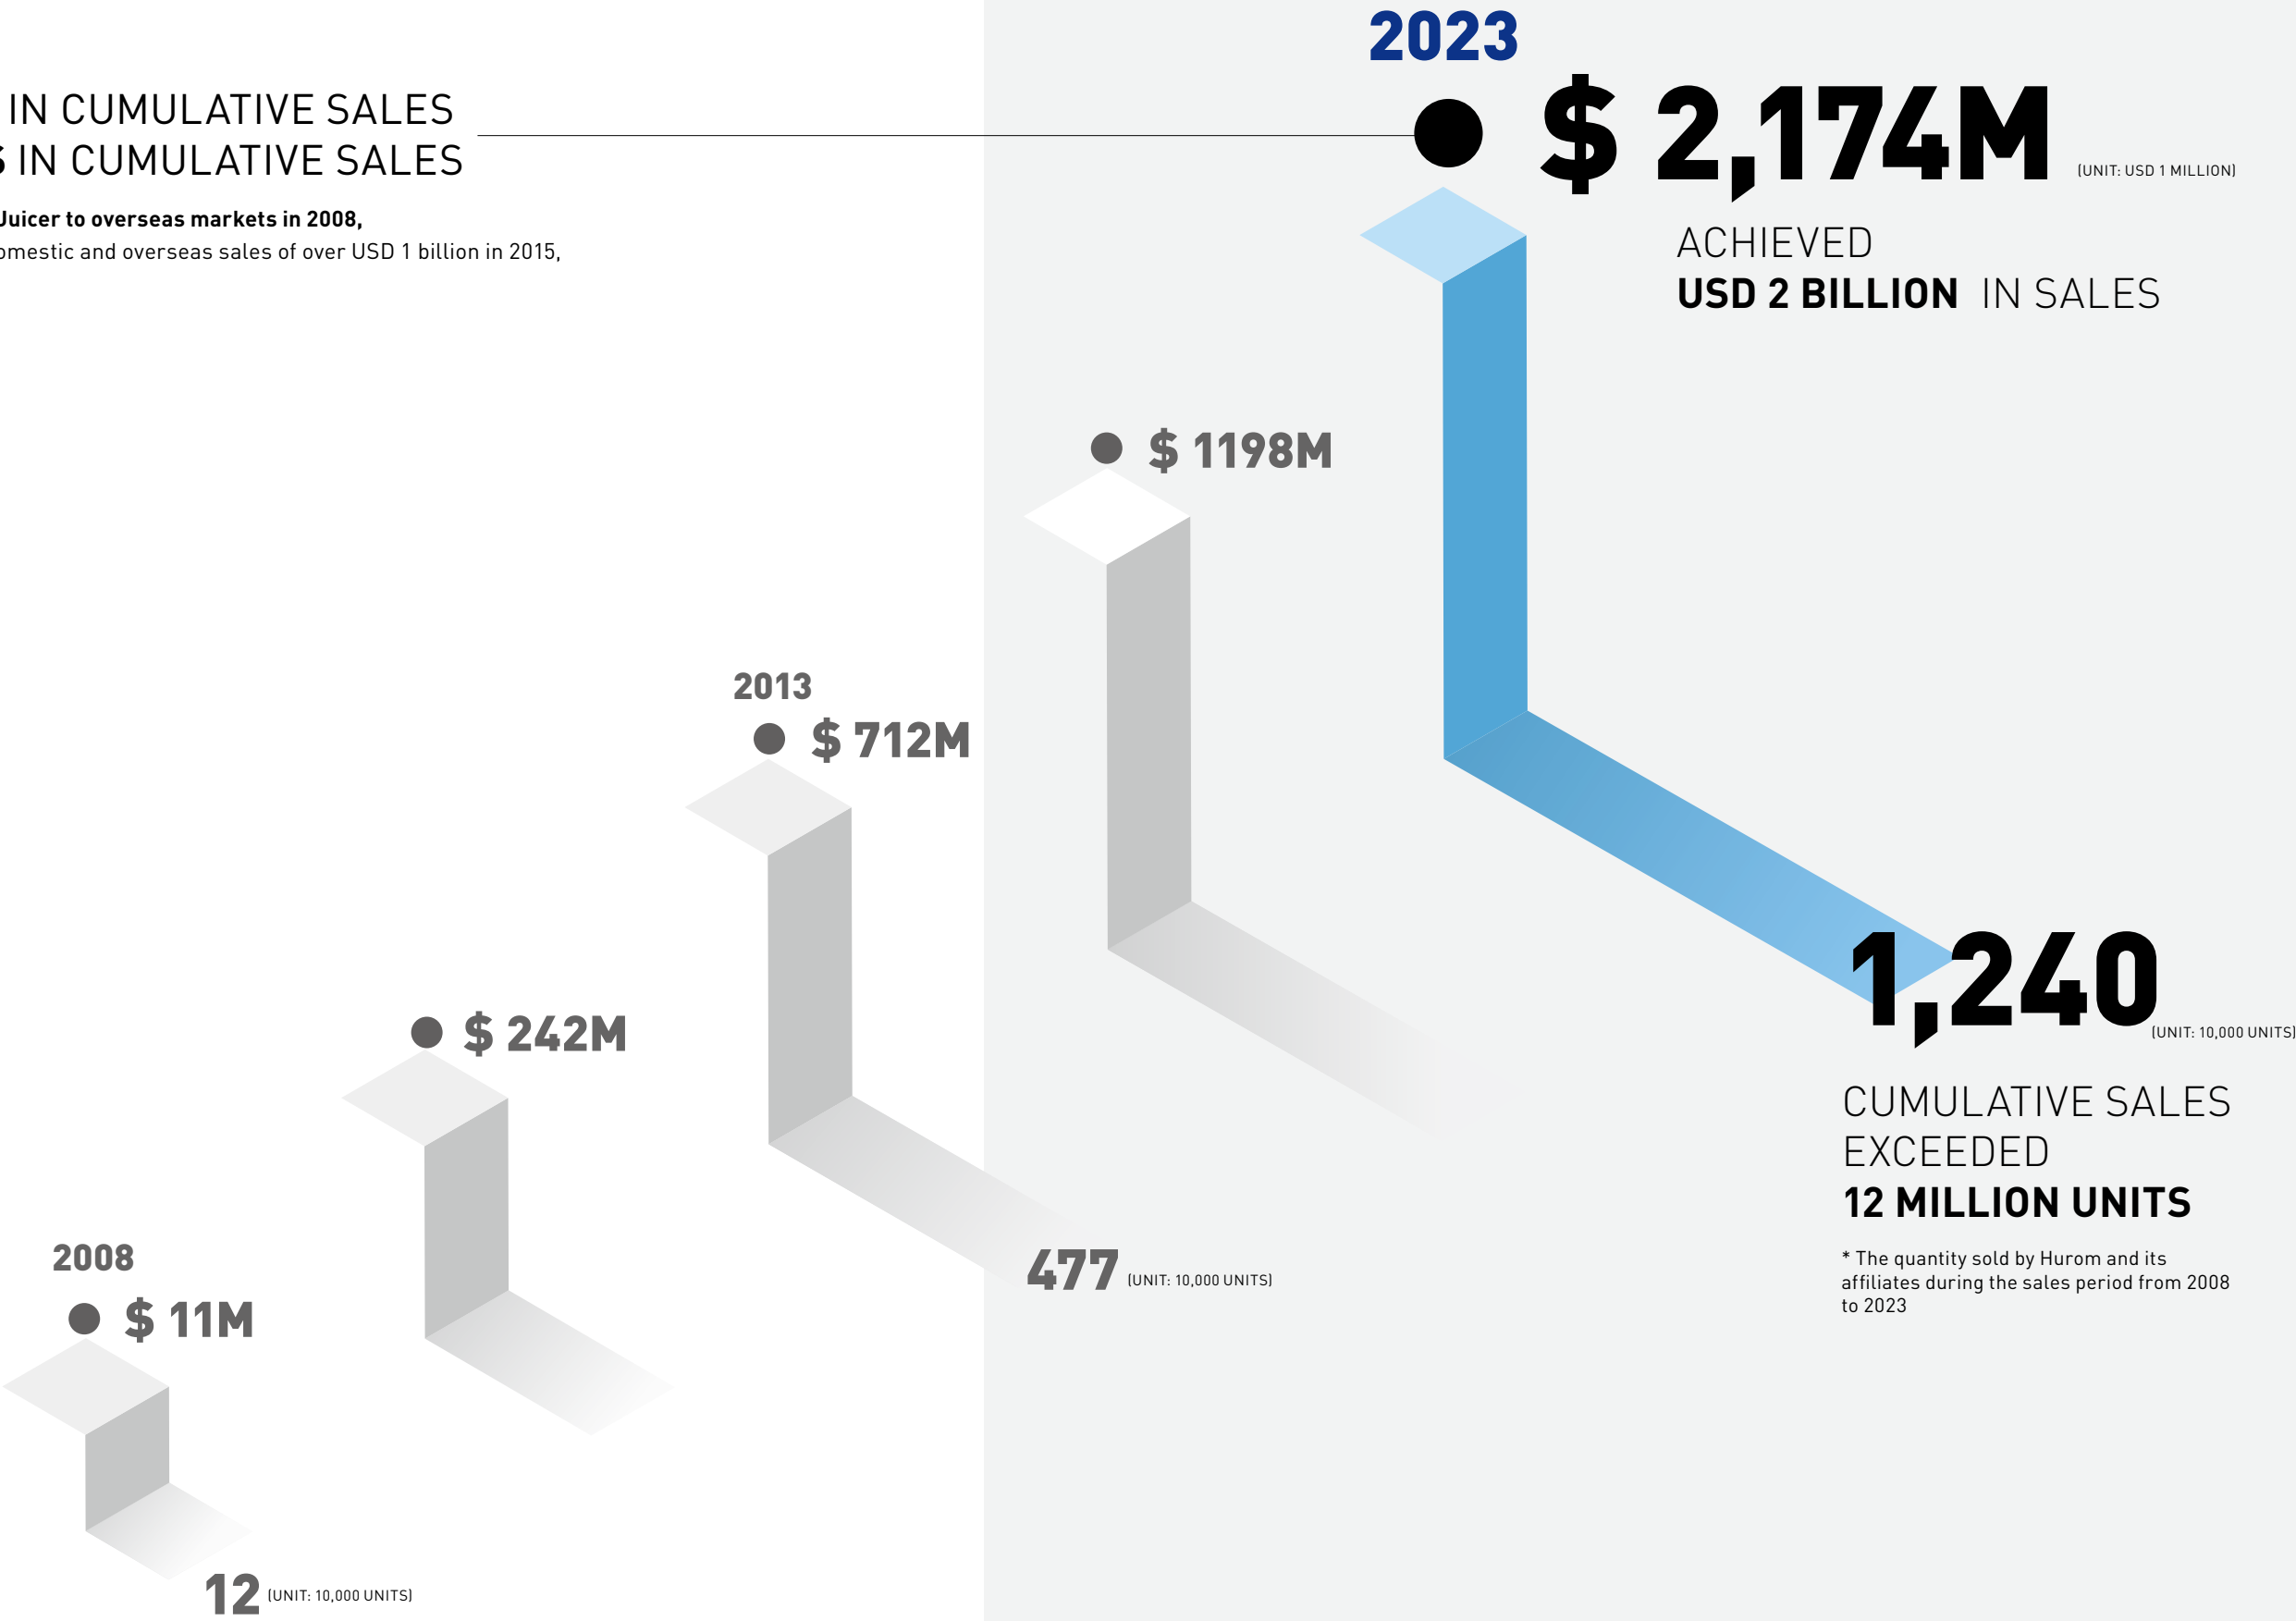 IN CUMULATIVE SALES
IN CUMULATIVE SALES
Juicer to overseas markets in 2008,
omestic and overseas sales of over USD 1 billion in 2015,
2023
$ 2,174M
(UNIT: USD 1 MILLION)
ACHIEVED
USD 2 BILLION IN SALES
$ 1198M
2013
$ 712M
$ 242M
2008
$ 11M
1,240
(UNIT: 10,000 UNITS)
CUMULATIVE SALES
EXCEEDED
12 MILLION UNITS
* The quantity sold by Hurom and its
affiliates during the sales period from 2008
to 2023
477 (UNIT: 10,000 UNITS)
12 (UNIT: 10,000 UNITS)